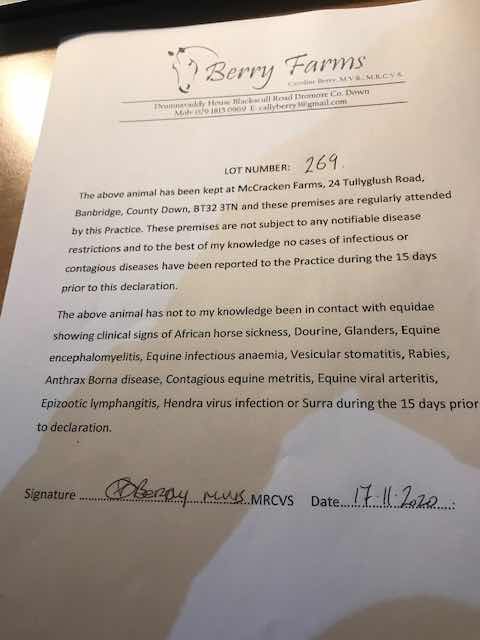 Berry Farms
Caroline Berry, M.V.B., M.R.C.V.S.
Drumnavaddy House Blackscull Road Dromore Co. Down
Mob: 079 1813 0969 E: callyberry3@gmail.com
LOT NUMBER: 269.
The above animal has been kept at McCracken Farms, 24 Tullyglush Road,
Banbridge, County Down, BT32 3TN and these premises are regularly attended
by this Practice. These premises are not subject to any notifiable disease
restrictions and to the best of my knowledge no cases of infectious or
contagious diseases have been reported to the Practice during the 15 days
prior to this declaration.
The above animal has not to my knowledge been in contact with equidae
showing clinical signs of African horse sickness, Dourine, Glanders, Equine
encephalomyelitis, Equine infectious anaemia, Vesicular stomatitis, Rabies,
Anthrax Borna disease, Contagious equine metritis, Equine viral arteritis,
Epizootic lymphangitis, Hendra virus infection or Surra during the 15 days prior
to declaration.
Signature ........ Berry ........ MRCVS Date.... 17.11.2020 ....